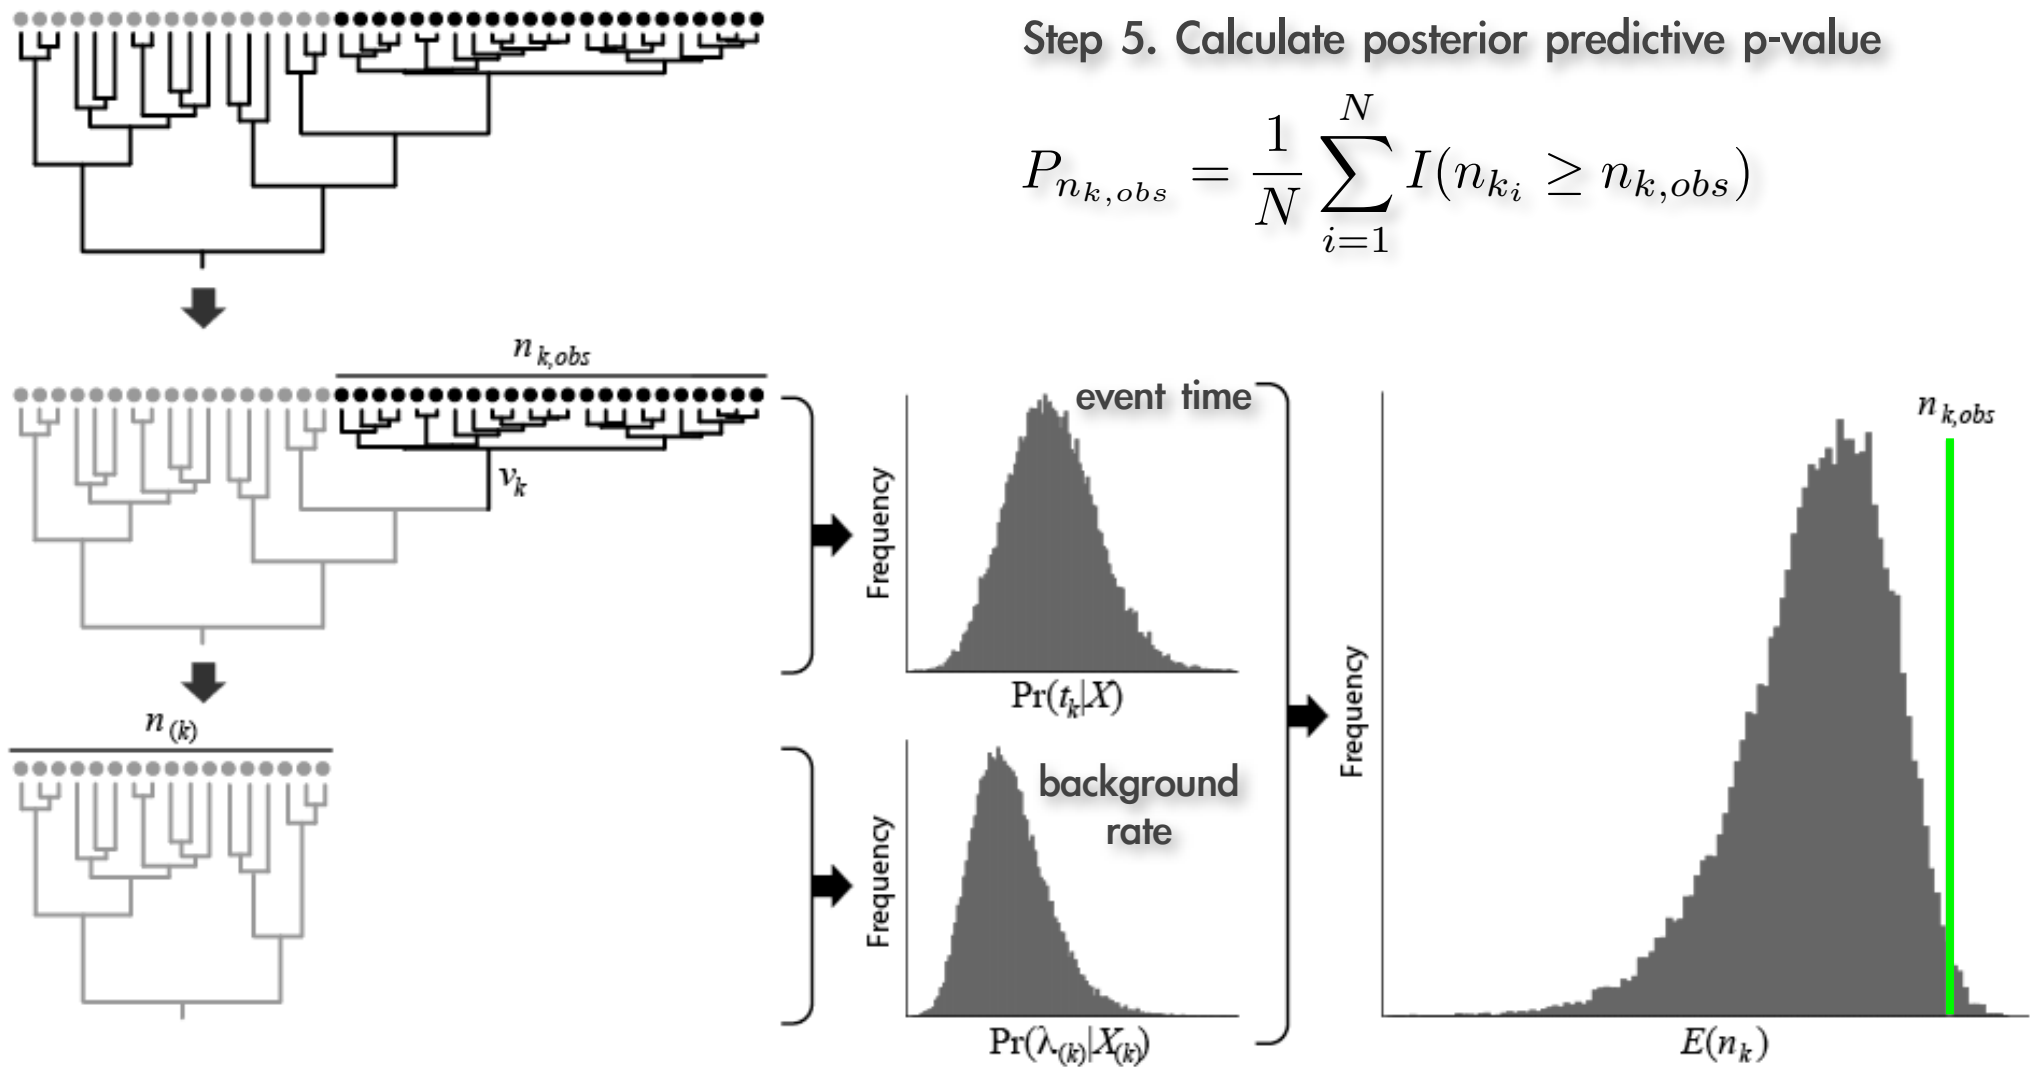 Step 5. Calculate posterior predictive p-value
P_{n_{k,obs}} = \frac{1}{N} \sum_{i=1}^{N} I(n_{k_i} ≥ n_{k,obs})
n_{k,obs}
v_k
n_{(k)}
event time
Frequency
Pr(t_k|X)
background
rate
Frequency
Pr(λ_{(k)}|X_{(k)})
n_{k,obs}
Frequency
E(n_k)